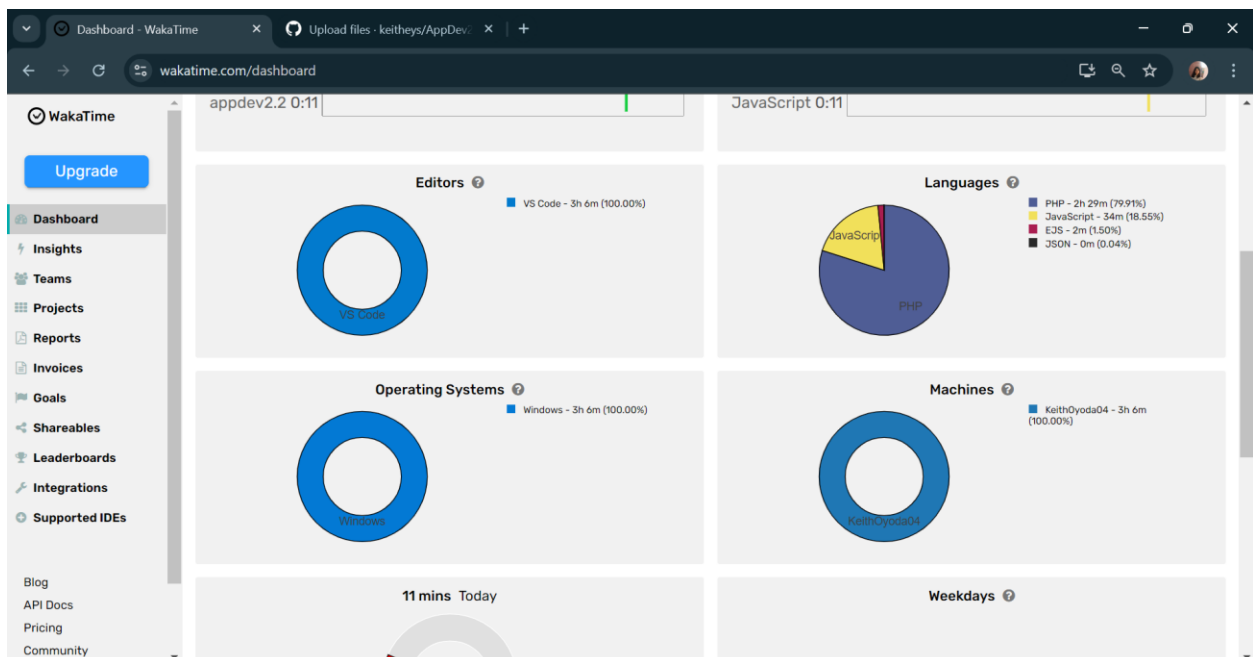 Dashboard - WakaTime
Upload files · keitheys/AppDev2
wakatime.com/dashboard
WakaTime
Upgrade
Dashboard
Insights
Teams
Projects
Reports
Invoices
Goals
Shareables
Leaderboards
Integrations
Supported IDEs
Blog
API Docs
Pricing
Community
appdev2.2 0:11
JavaScript 0:11
Editors
VS Code - 3h 6m (100.00%)
VS Code
Languages
PHP - 2h 29m (79.91%)
JavaScript - 34m (18.55%)
EJS - 2m (1.50%)
JSON - 0m (0.04%)
JavaScrip
PHP
Operating Systems
Windows - 3h 6m (100.00%)
Windows
Machines
KeithOyoda04 - 3h 6m
(100.00%)
KeithOyoda04
11 mins Today
Weekdays